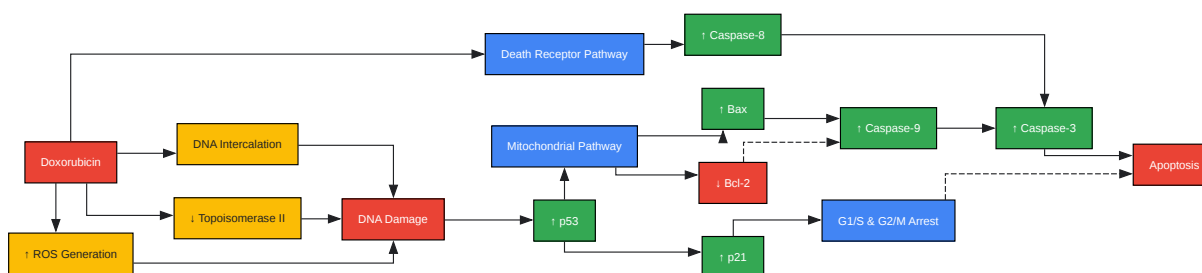 ↑ Caspase-8
Death Receptor Pathway
↑ Bax
↑ Caspase-9
↑ Caspase-3
DNA Intercalation
Mitochondrial Pathway
Doxorubicin
Apoptosis
↓ Bcl-2
↓ Topoisomerase II
DNA Damage
↑ p53
G1/S & G2/M Arrest
↑ ROS Generation
↑ p21